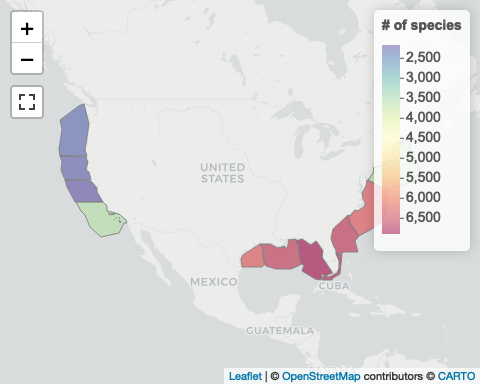 +
−
# of species
2,500
3,000
3,500
4,000
4,500
5,000
5,500
6,000
6,500
UNITED
STATES
MEXICO
CUBA
GUATEMALA
Leaflet | © OpenStreetMap contributors © CARTO